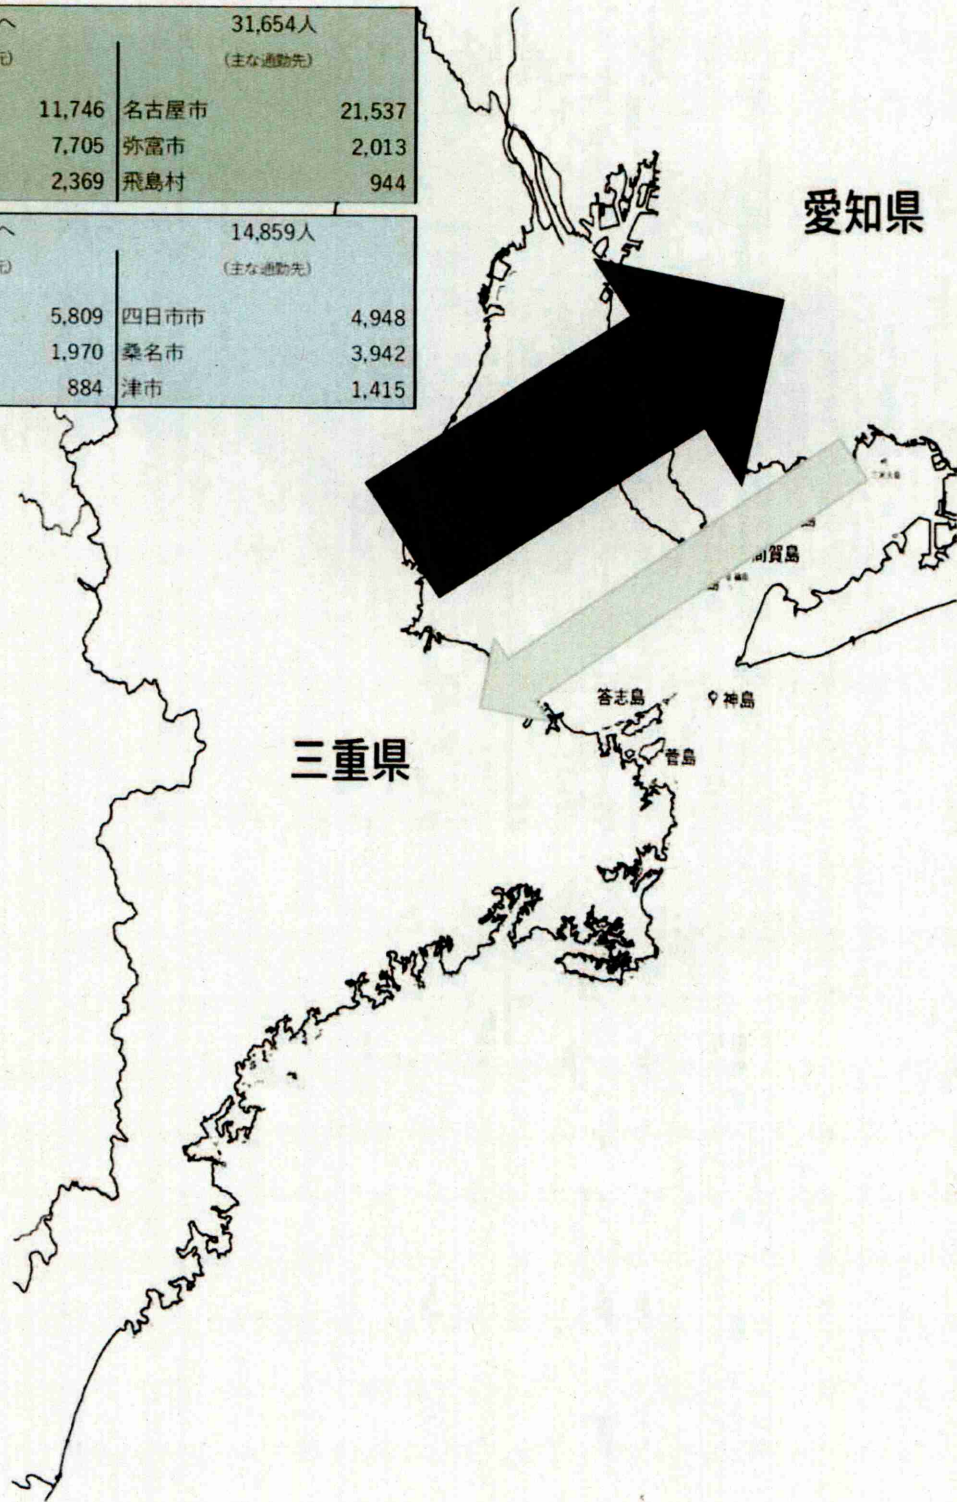 へ 31,654人
元) (主な通勤先)
11,746 名古屋市 21,537
7,705 弥富市 2,013
2,369 飛島村 944
へ 14,859人
元) (主な通勤先)
5,809 四日市市 4,948
1,970 桑名市 3,942
884 津市 1,415
愛知県
間賀島
答志島
神島
菅島
三重県